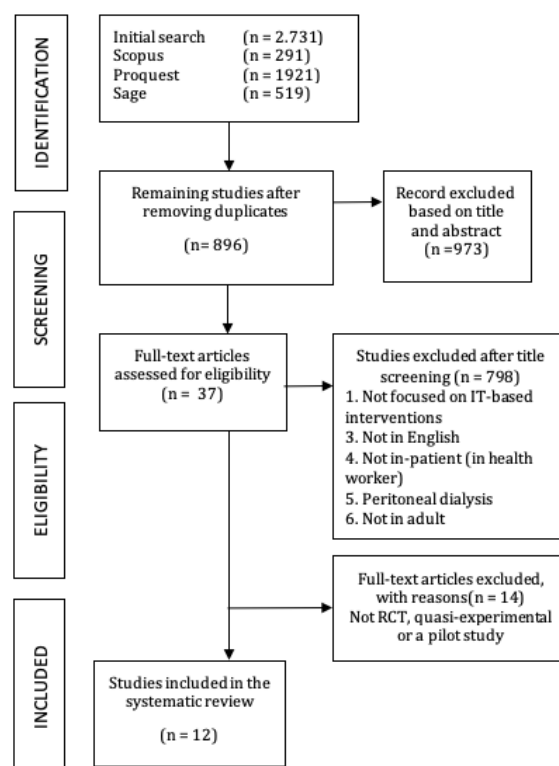 IDENTIFICATION
Initial search (n = 2.731)
Scopus (n = 291)
Proquest (n = 1921)
Sage (n = 519)
Remaining studies after
removing duplicates
(n= 896)
Record excluded
based on title
and abstract
(n =973)
SCREENING
Full-text articles
assessed for eligibility
(n = 37)
Studies excluded after title
screening (n = 798)
1. Not focused on IT-based
interventions
3. Not in English
4. Not in-patient (in health
worker)
5. Peritoneal dialysis
6. Not in adult
ELIGIBILITY
Full-text articles excluded,
with reasons(n = 14)
Not RCT, quasi-experimental
or a pilot study
INCLUDED
Studies included in the
systematic review
(n = 12)